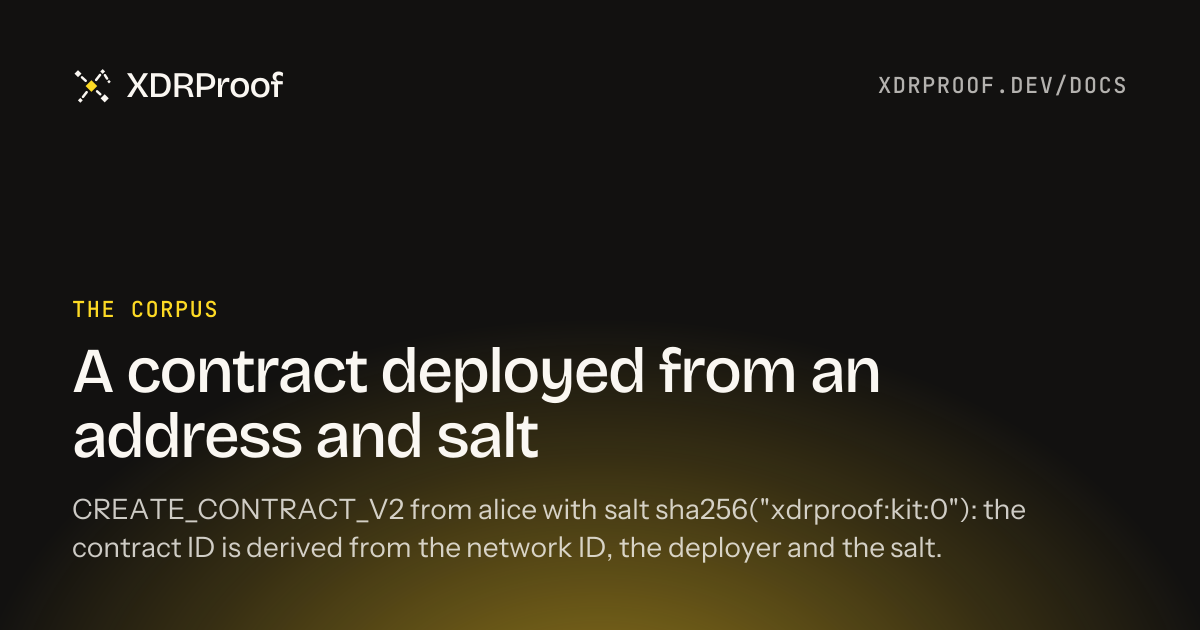 XDRProof
XDRPROOF.DEV/DOCS
THE CORPUS
A contract deployed from an
address and salt
CREATE_CONTRACT_V2 from alice with salt sha256("xdrproof:kit:0"): the
contract ID is derived from the network ID, the deployer and the salt.